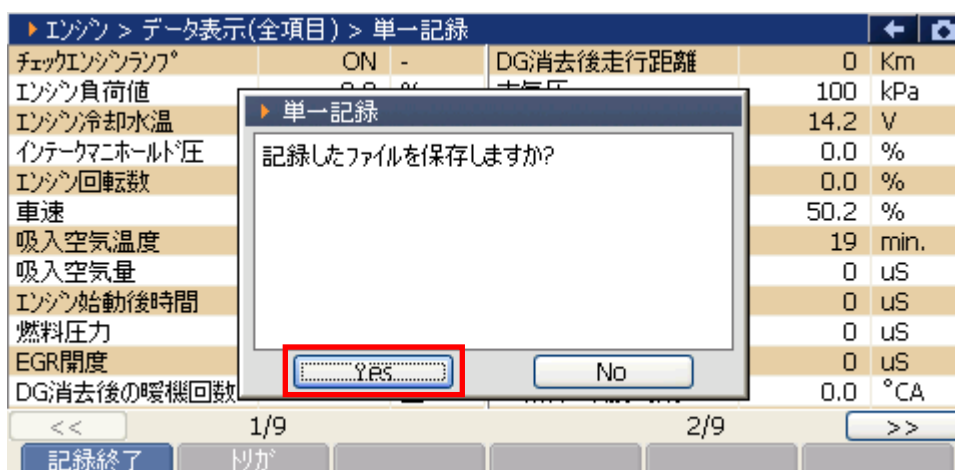 エンジン > データ表示(全項目) > 単一記録
チェックエンジンランプ ON - DG消去後走行距離 0 Km
エンジン負荷値 100 kPa
エンジン冷却水温 14.2 V
インテークマニホールド圧 0.0 %
エンジン回転数 0.0 %
車速 50.2 %
吸入空気温度 19 min.
吸入空気量 0 uS
エンジン始動後時間 0 uS
燃料圧力 0 uS
EGR開度 0 uS
DG消去後の暖機回数 0.0 °CA
単一記録
記録したファイルを保存しますか?
Yes No
<< 1/9 2/9 >>
記録終了 トリガ